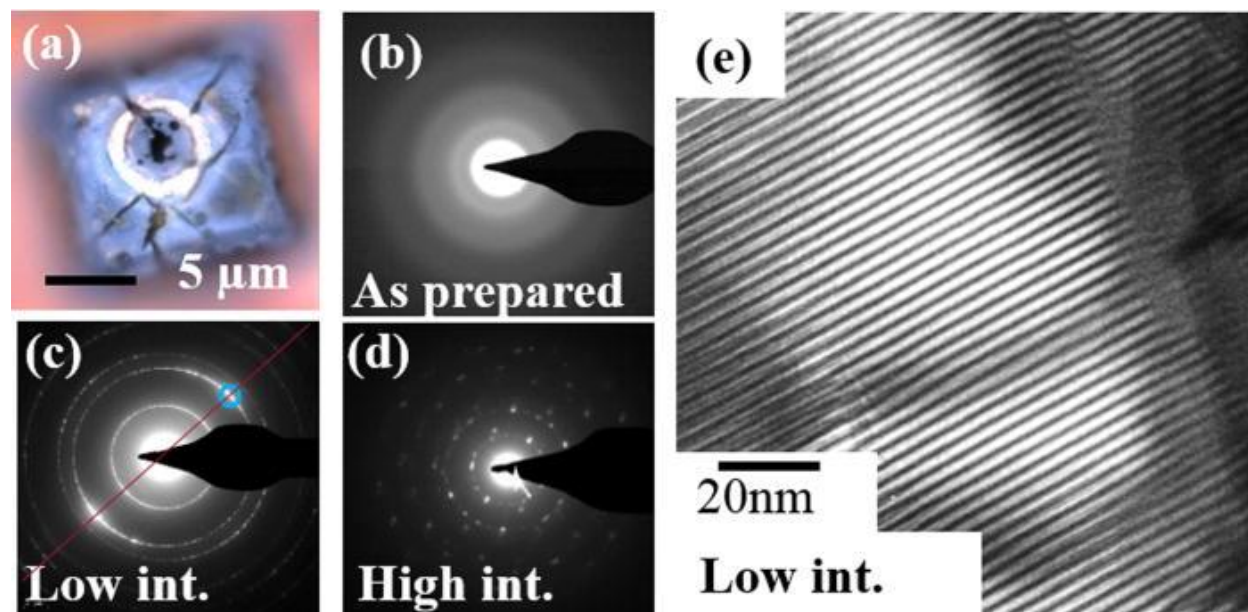 (a)
5 μm
(b)
As prepared
(c)
Low int.
(d)
High int.
(e)
20nm
Low int.